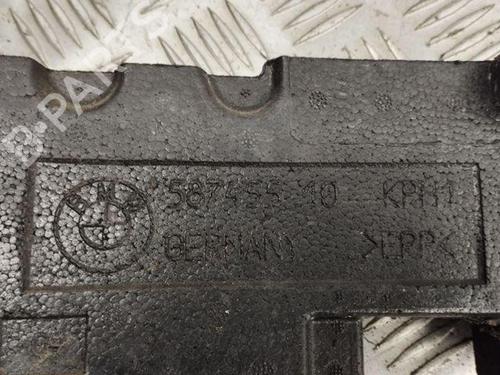 B-PARTS
BMW
587455 10 KPH1
GERMANY >EPP<